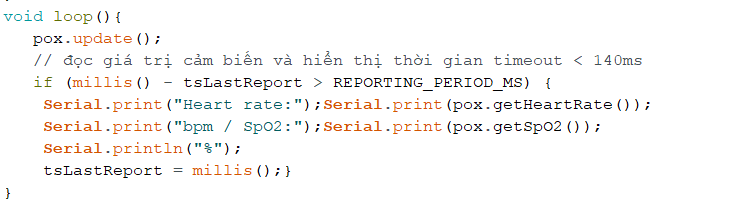 void loop(){
pox.update();
// đọc giá trị cảm biến và hiển thị thời gian timeout < 140ms
if (millis() - tsLastReport > REPORTING_PERIOD_MS) {
Serial.print("Heart rate:");Serial.print(pox.getHeartRate());
Serial.print("bpm / SpO2:");Serial.print(pox.getSpO2());
Serial.println("%");
tsLastReport = millis();}
}